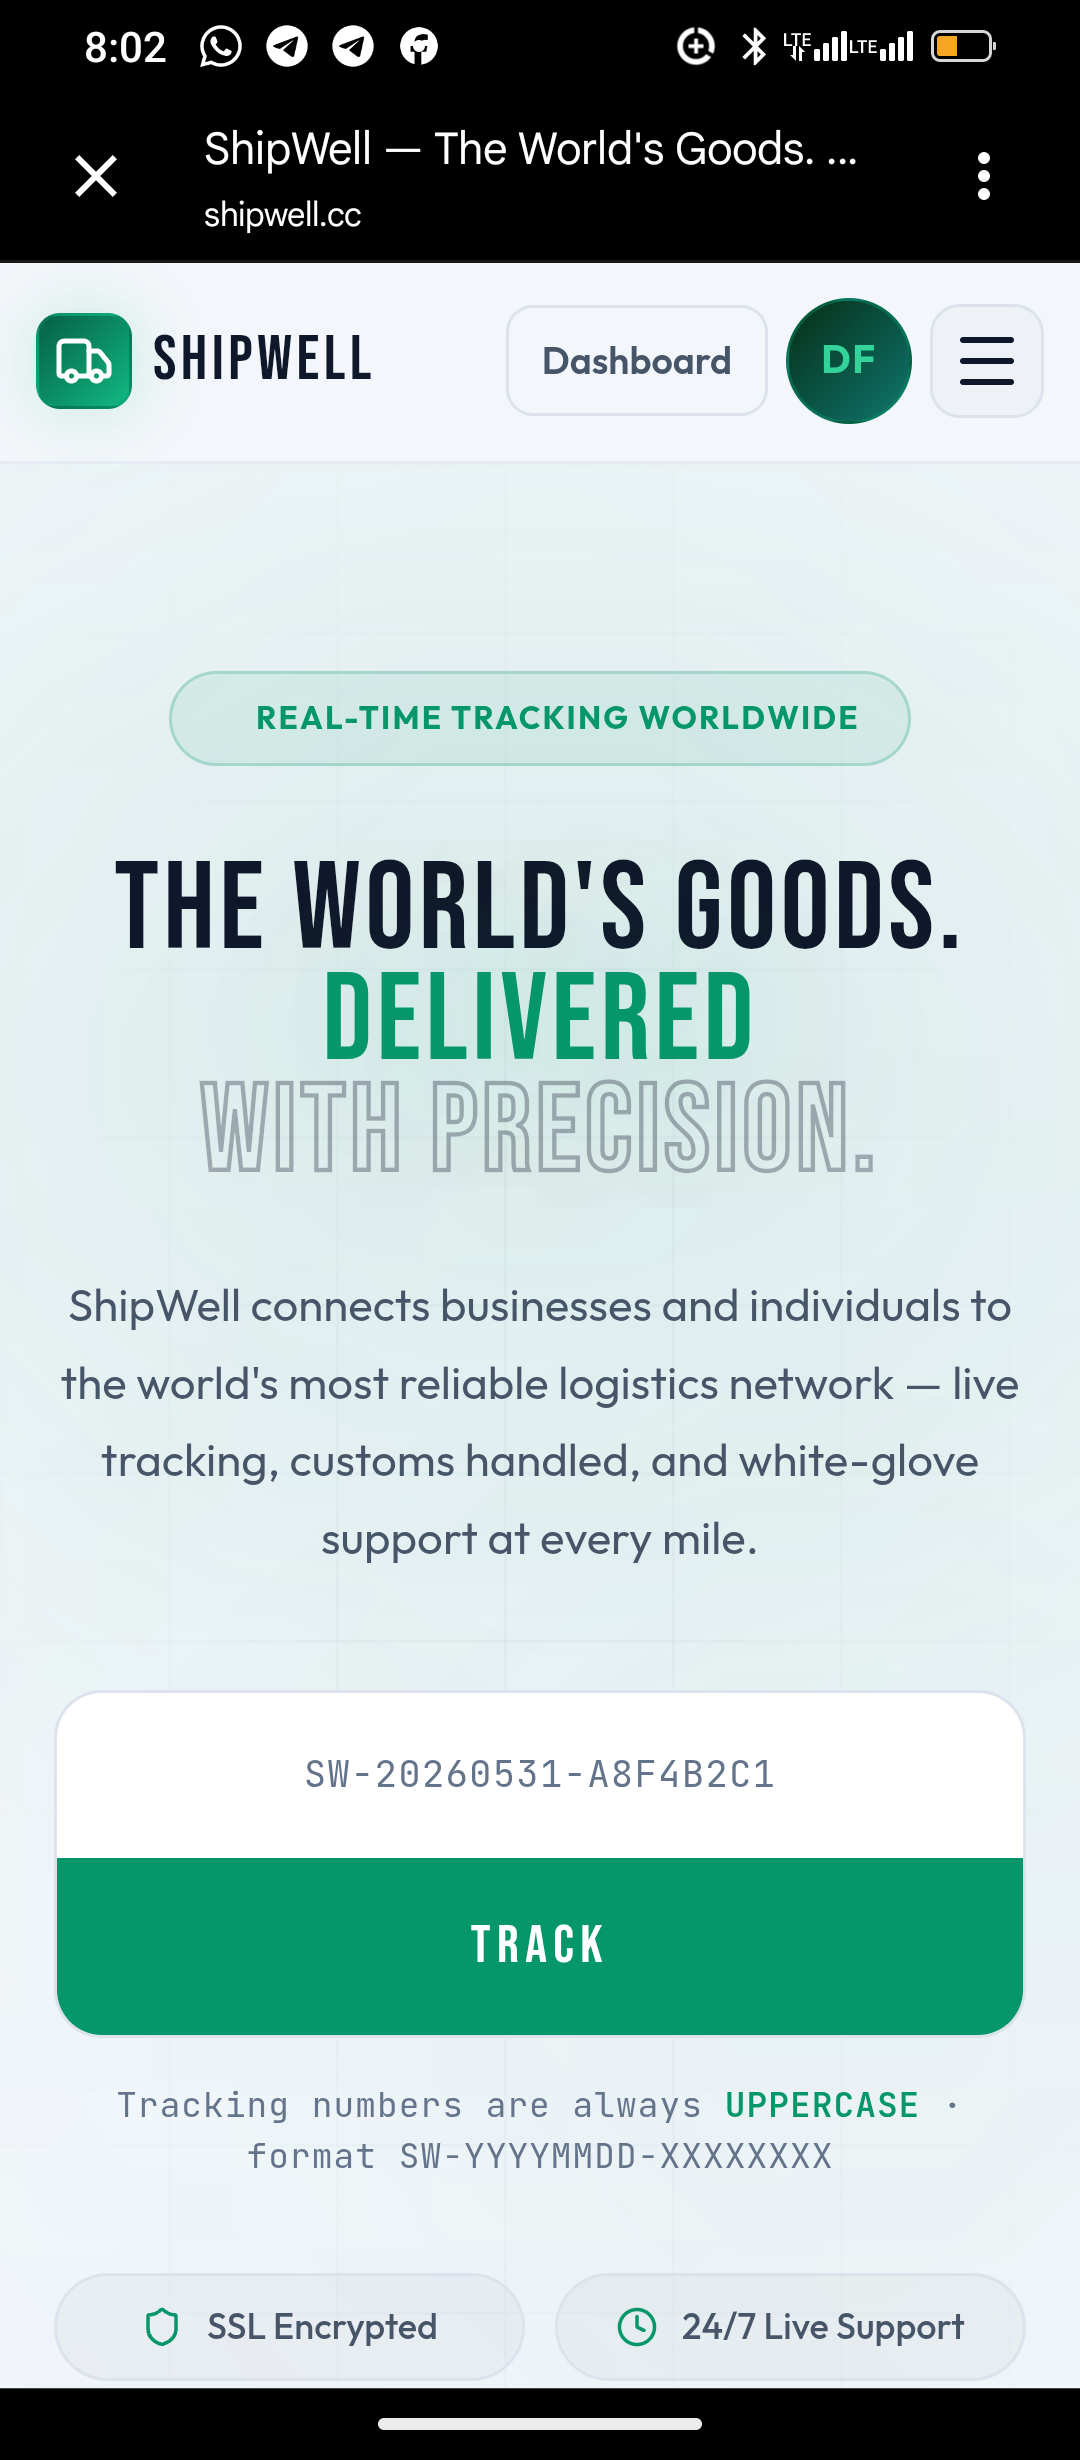 8:02
LTE
LTE
ShipWell — The World's Goods. ...
shipwell.cc
SHIPWELL
Dashboard
DF
REAL-TIME TRACKING WORLDWIDE
THE WORLD'S GOODS.
DELIVERED
WITH PRECISION.
ShipWell connects businesses and individuals to
the world's most reliable logistics network — live
tracking, customs handled, and white-glove
support at every mile.
SW-20260531-A8F4B2C1
TRACK
Tracking numbers are always UPPERCASE ·
format SW-YYYYMMDD-XXXXXXXX
SSL Encrypted
24/7 Live Support